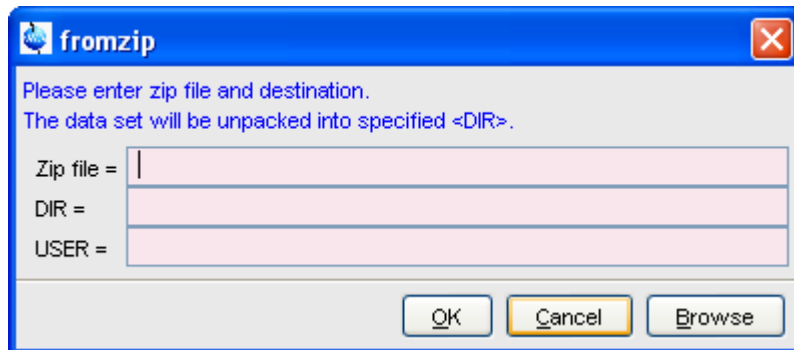 fromzip
Please enter zip file and destination.
The data set will be unpacked into specified <DIR>.
Zip file =
DIR =
USER =
OK Cancel Browse